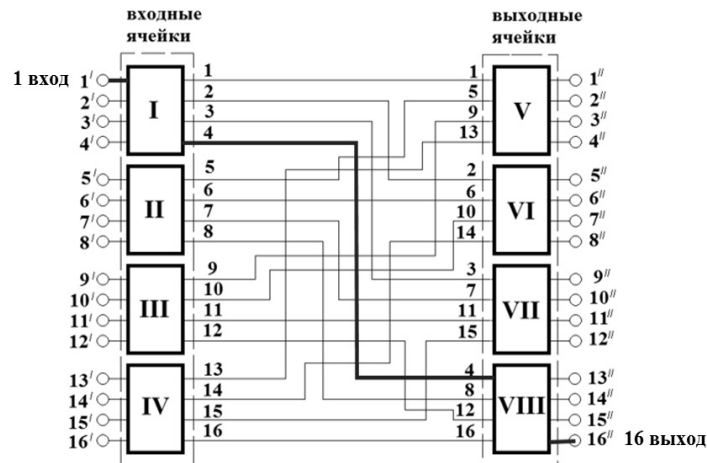 входные ячейки
выходные ячейки
1 вход 1/ I 1 1 V 1//
2/ 2 5 2//
3/ 3 9 3//
4/ 4 13 4//
5/ II 5 2 VI 5//
6/ 6 6 6//
7/ 7 10 7//
8/ 8 14 8//
9/ III 9 3 VII 9//
10/ 10 7 10//
11/ 11 11 11//
12/ 12 15 12//
13/ IV 13 4 VIII 13//
14/ 14 8 14//
15/ 15 12 15//
16/ 16 16 16// 16 выход